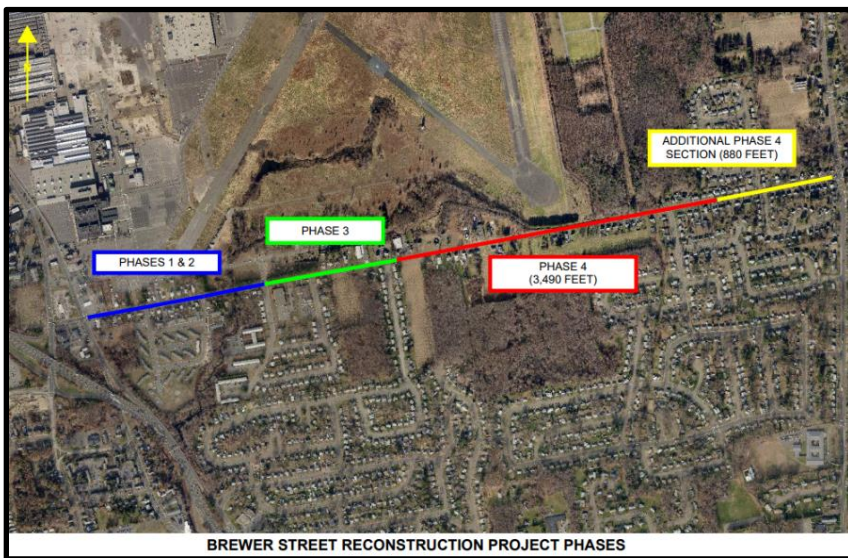 ADDITIONAL PHASE 4
SECTION (880 FEET)
PHASE 3
PHASES 1 & 2
PHASE 4
(3,490 FEET)
BREWER STREET RECONSTRUCTION PROJECT PHASES